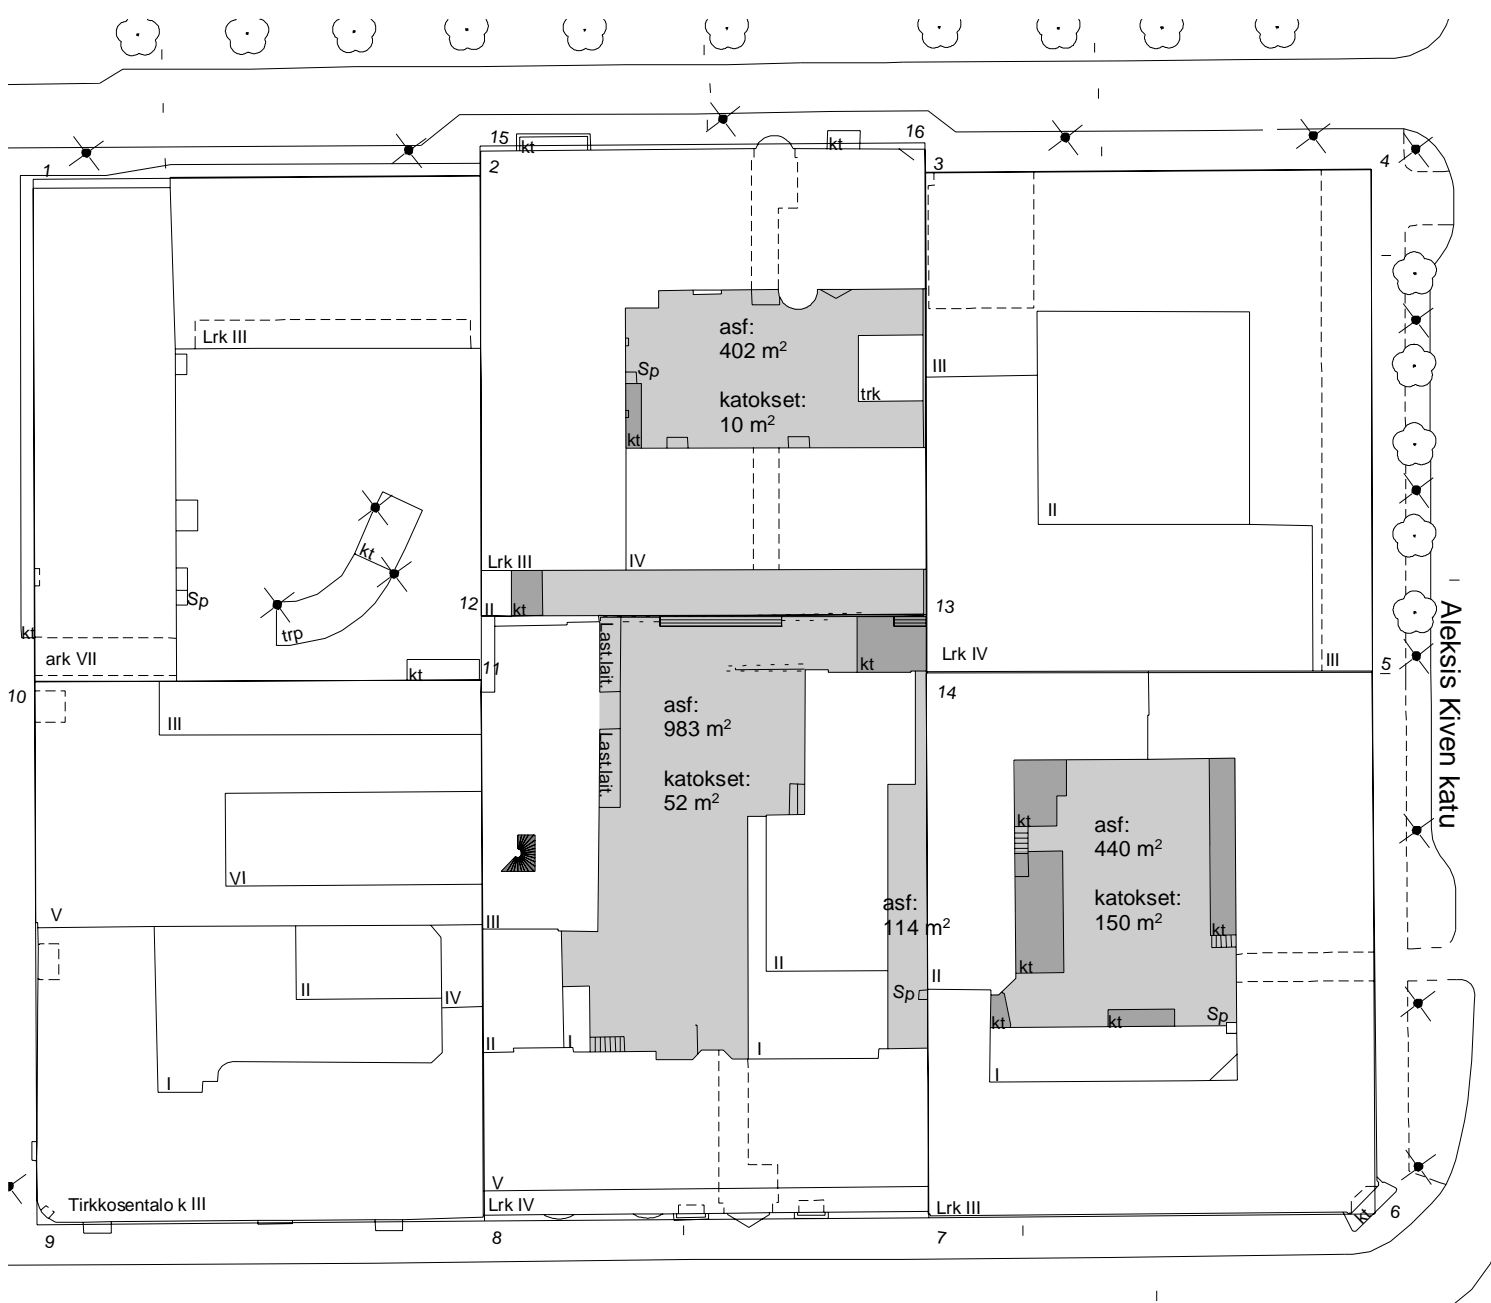 15
kt
kt
16
1
2
3
4
Lrk III
asf:
402 m²
Sp
III
katokset:
10 m²
trk
kt
II
kt
Lrk III
IV
Sp
12
II
kt
13
kt
trp
ark VII
kt
11
Last.lait.
kt
Lrk IV
III
5
Aleksis Kiven katu
10
14
III
asf:
983 m²
Last.lait.
katokset:
52 m²
kt
asf:
440 m²
VI
V
III
asf:
114 m²
katokset:
150 m²
kt
II
kt
II
II
IV
Sp
kt
kt
Sp
I
II
I
I
I
V
Tirkkosentalo k III
Lrk IV
Lrk III
kt
6
9
8
7